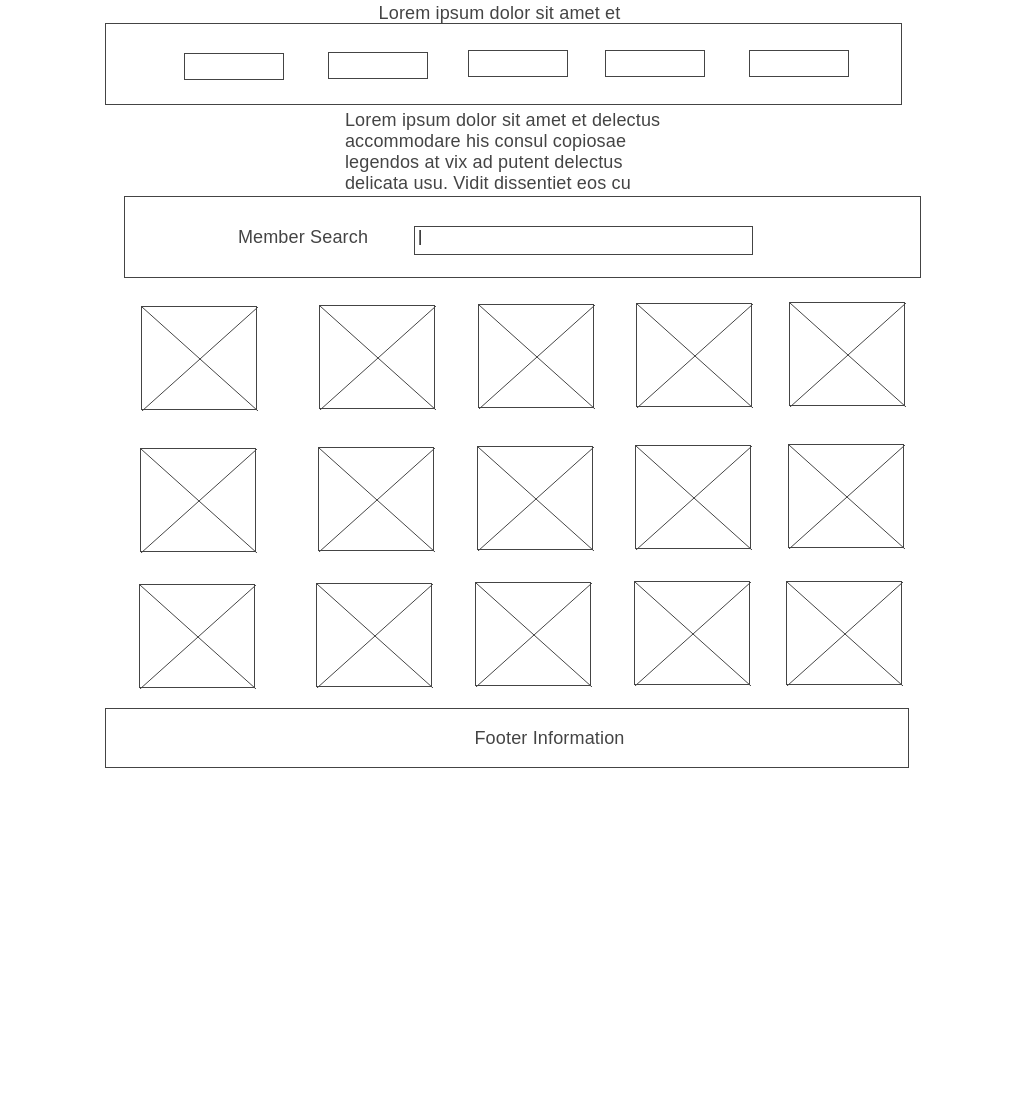 Lorem ipsum dolor sit amet et
Lorem ipsum dolor sit amet et delectus
accommodare his consul copiosae
legendos at vix ad putent delectus
delicata usu. Vidit dissentiet eos cu
Member Search
Footer Information